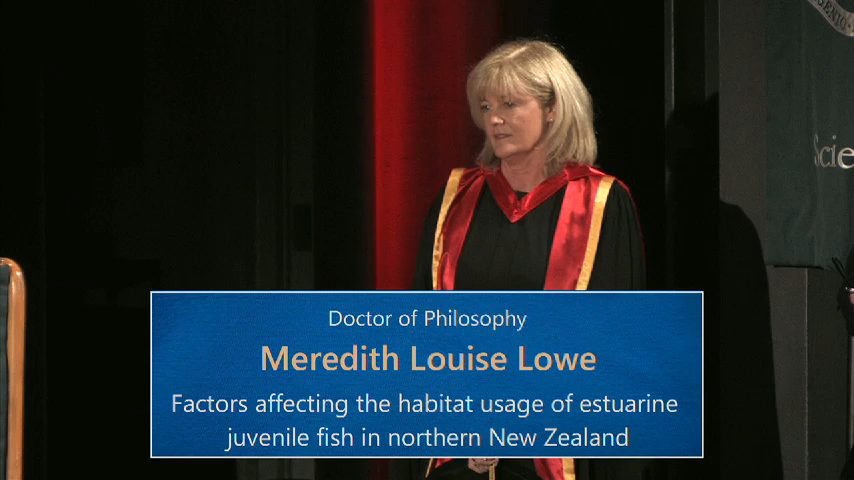 Scie
Doctor of Philosophy
Meredith Louise Lowe
Factors affecting the habitat usage of estuarine
juvenile fish in northern New Zealand